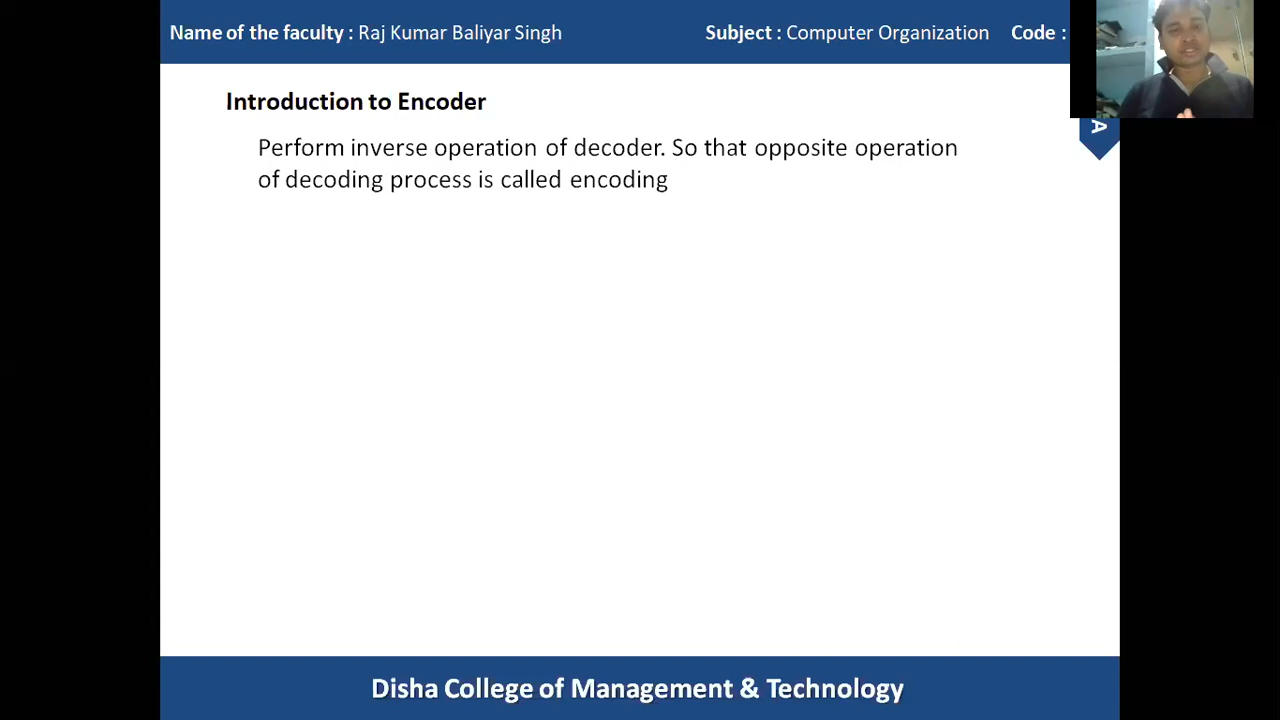 Name of the faculty : Raj Kumar Baliyar Singh Subject : Computer Organization Code :
A
Introduction to Encoder
Perform inverse operation of decoder. So that opposite operation
of decoding process is called encoding
Disha College of Management & Technology